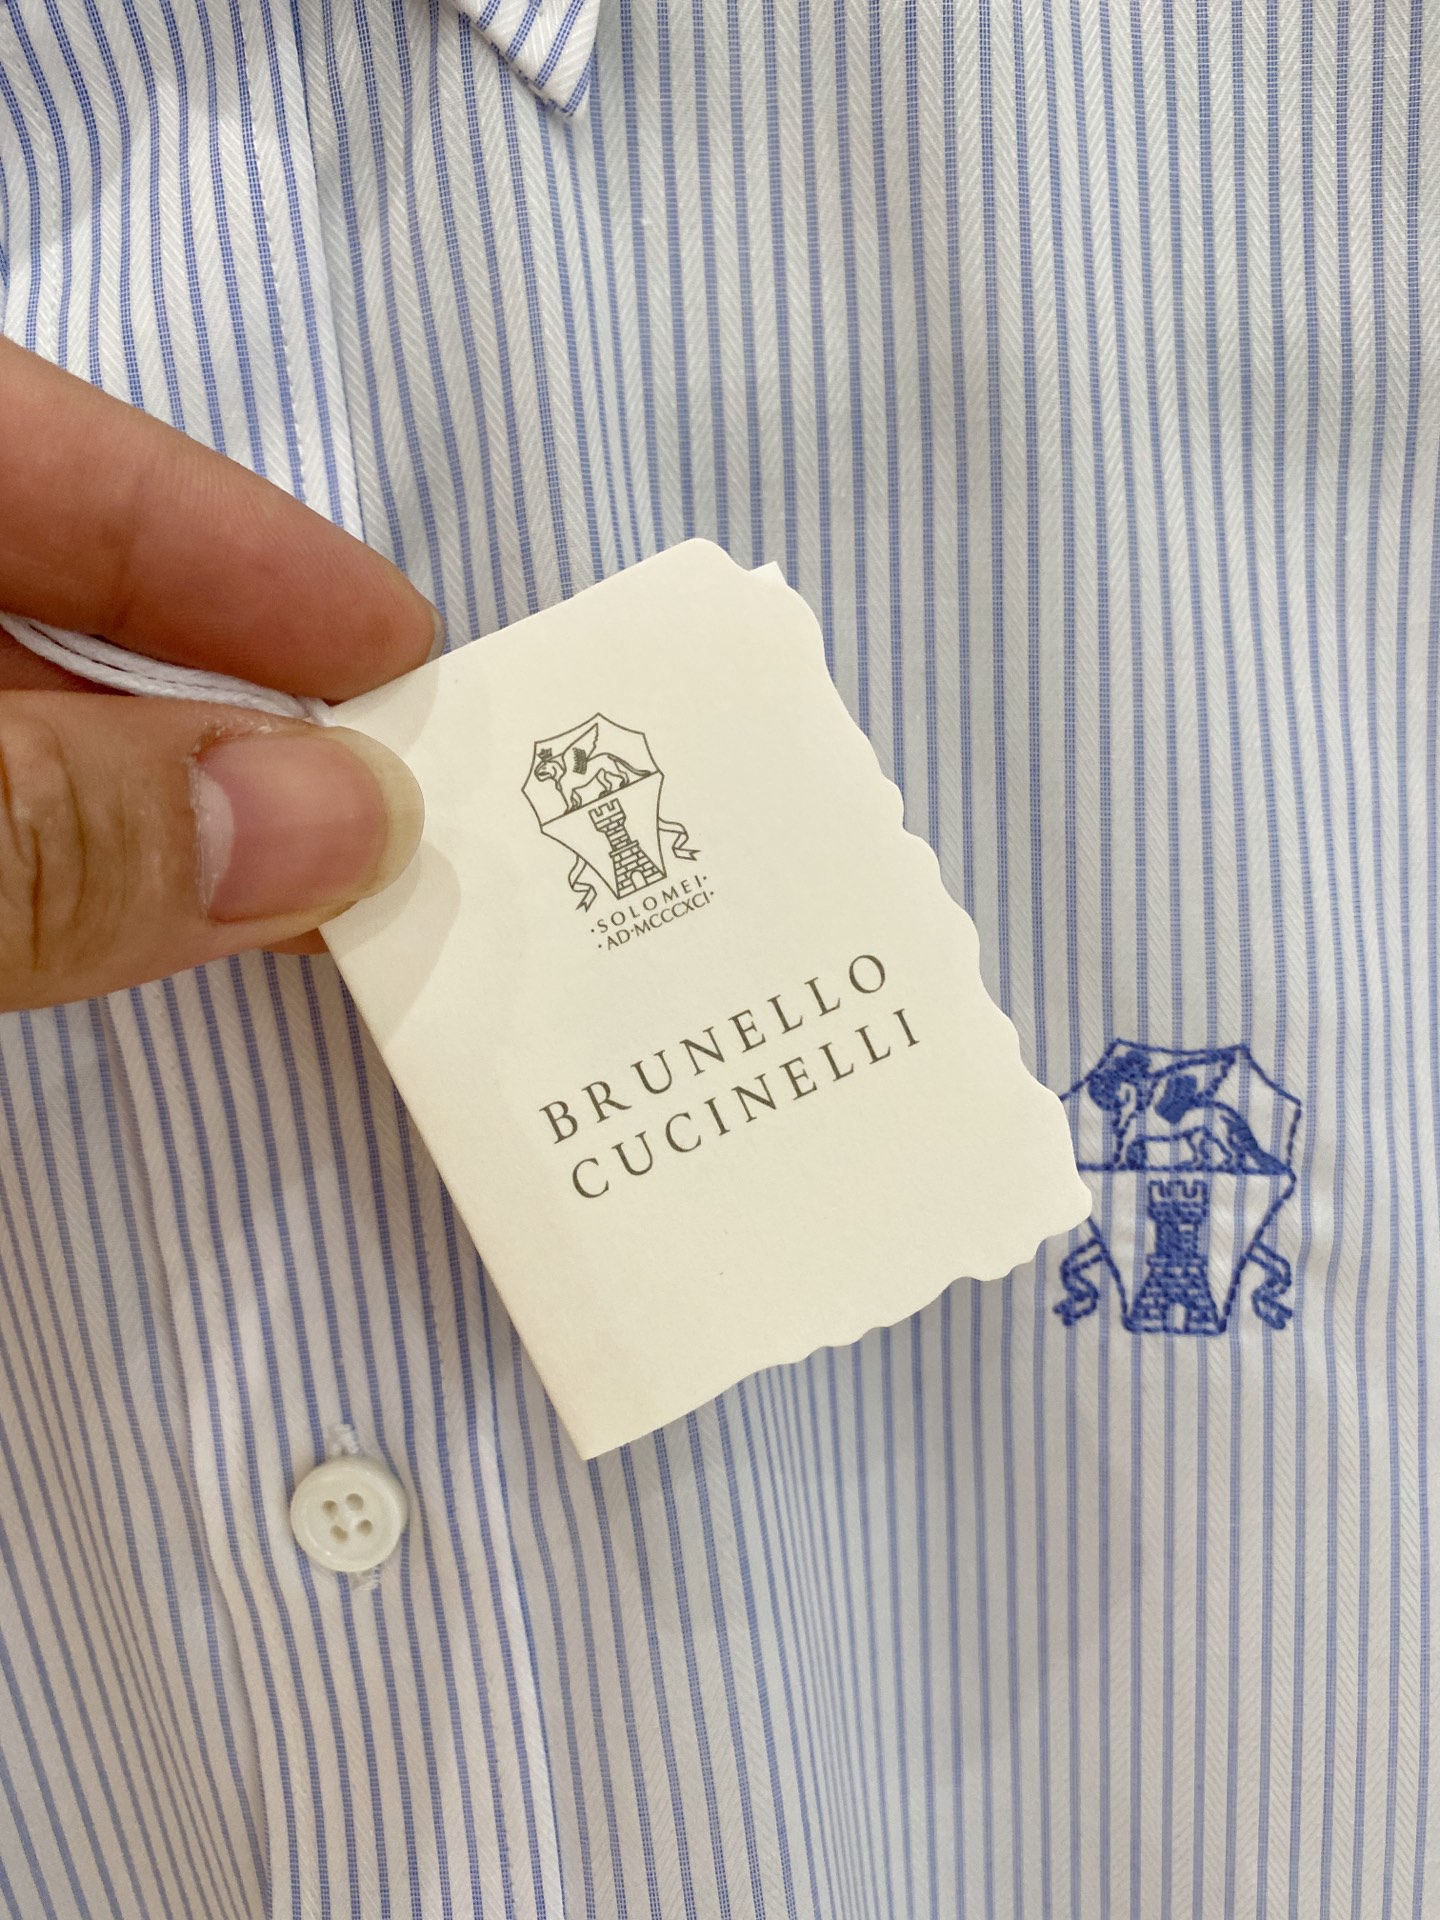 ·SOLOMEI·
·AD·MCCCXCI·
BRUNELLO
CUCINELLI